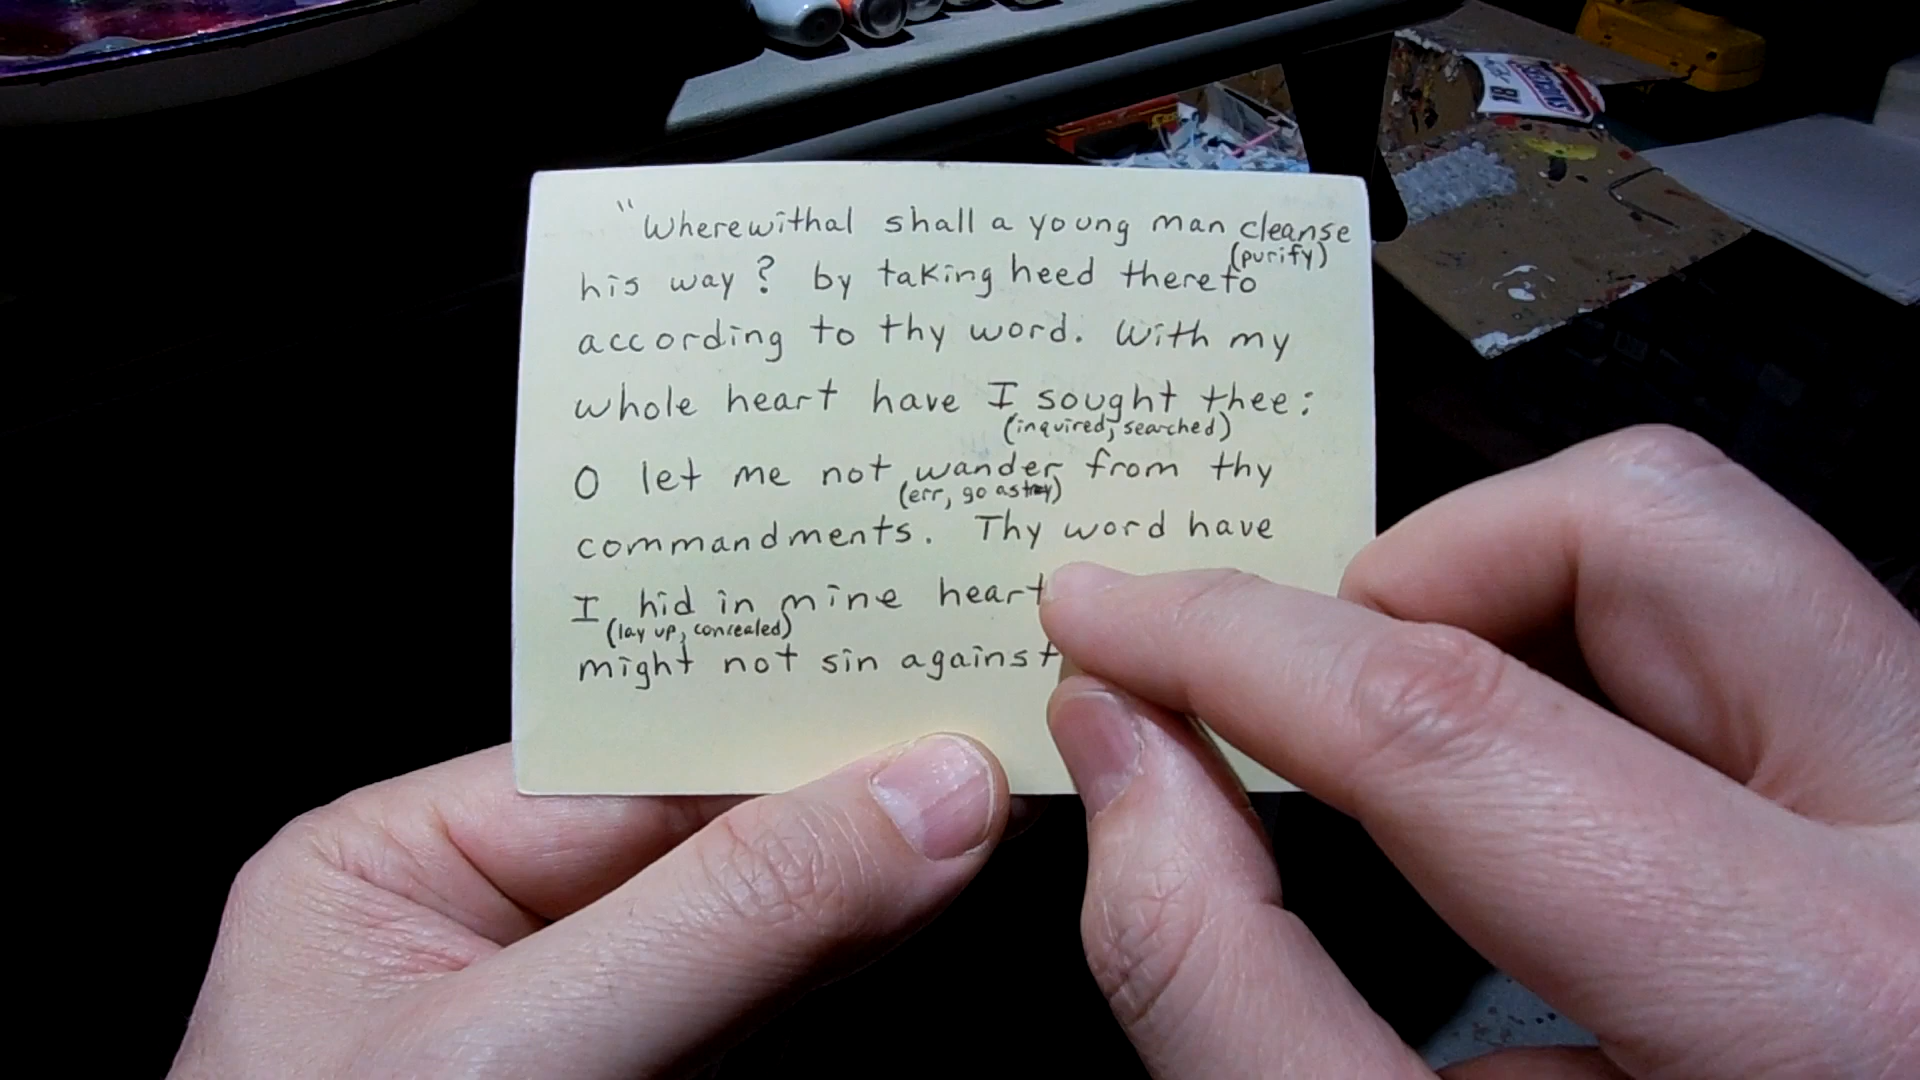 "Wherewithal shall a young man cleanse
(purify)
his way? by taking heed thereto
according to thy word. With my
whole heart have I sought thee:
(inquired, searched)
O let me not wander from thy
(err, go astray)
commandments. Thy word have
I hid in mine heart
(lay up, concealed)
might not sin against
18